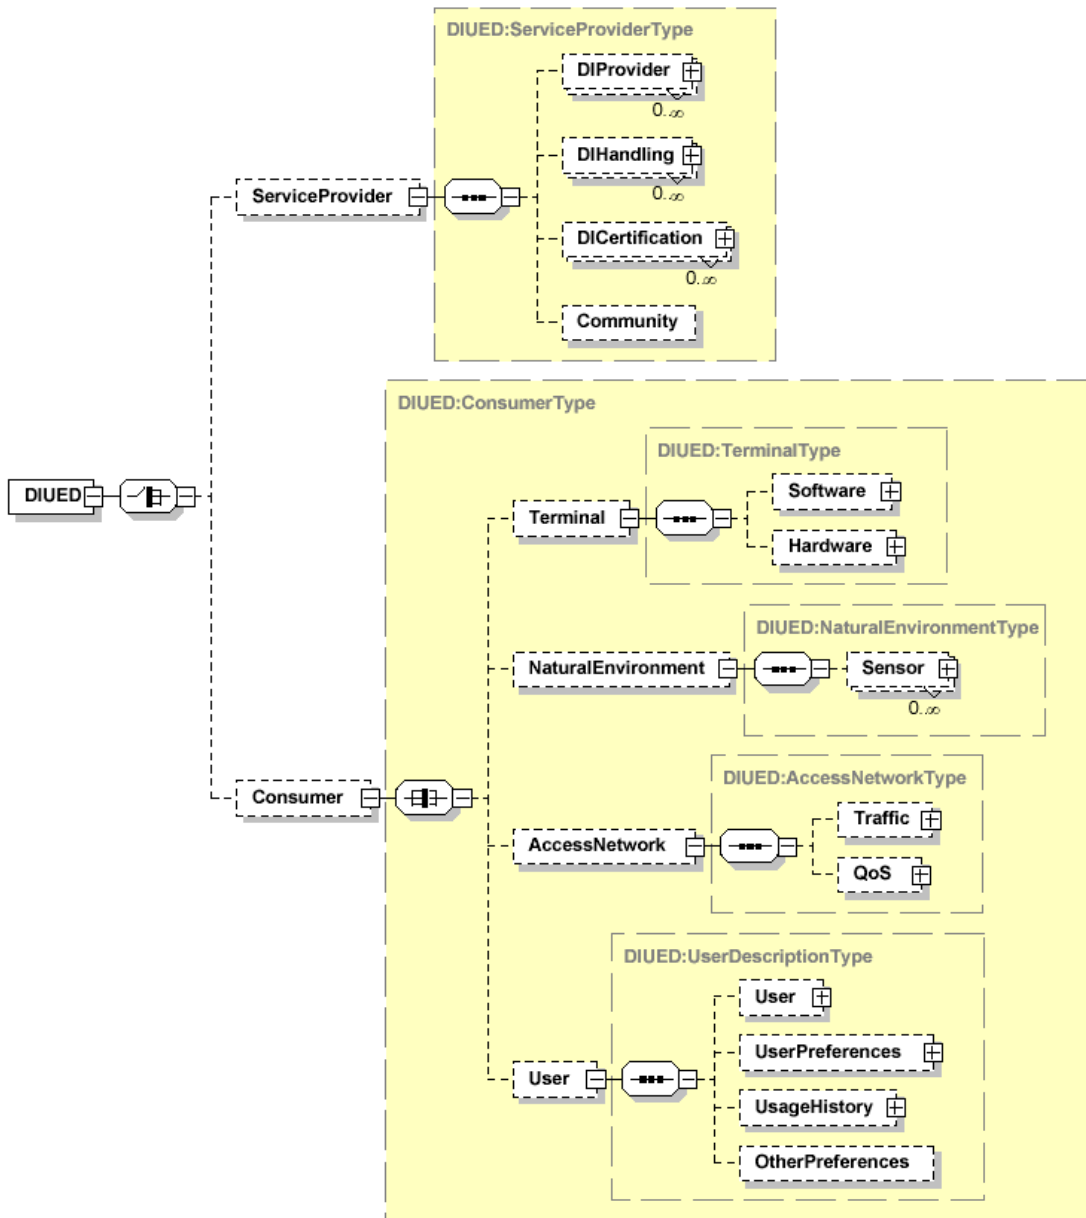 DIUED:ServiceProviderType
DIProvider
0..∞
DIHandling
0..∞
ServiceProvider
DICertification
0..∞
Community
DIUED:ConsumerType
DIUED:TerminalType
Software
DIUED
Terminal
Hardware
DIUED:NaturalEnvironmentType
NaturalEnvironment
Sensor
0..∞
DIUED:AccessNetworkType
Consumer
Traffic
AccessNetwork
QoS
DIUED:UserDescriptionType
User
UserPreferences
User
UsageHistory
OtherPreferences